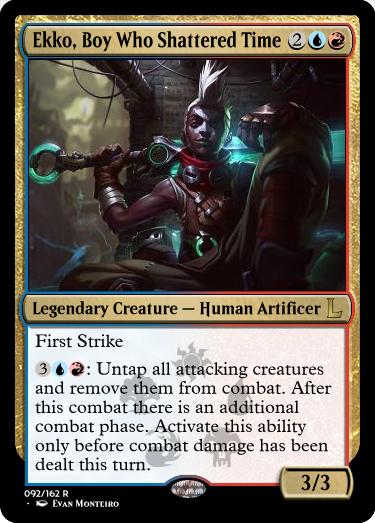 Ekko, Boy Who Shattered Time 2
Legendary Creature — Human Artificer L
First Strike
3: Untap all attacking creatures
and remove them from combat. After
this combat there is an additional
combat phase. Activate this ability
only before combat damage has been
dealt this turn.
3/3
092/162 R
· Evan Monteiro